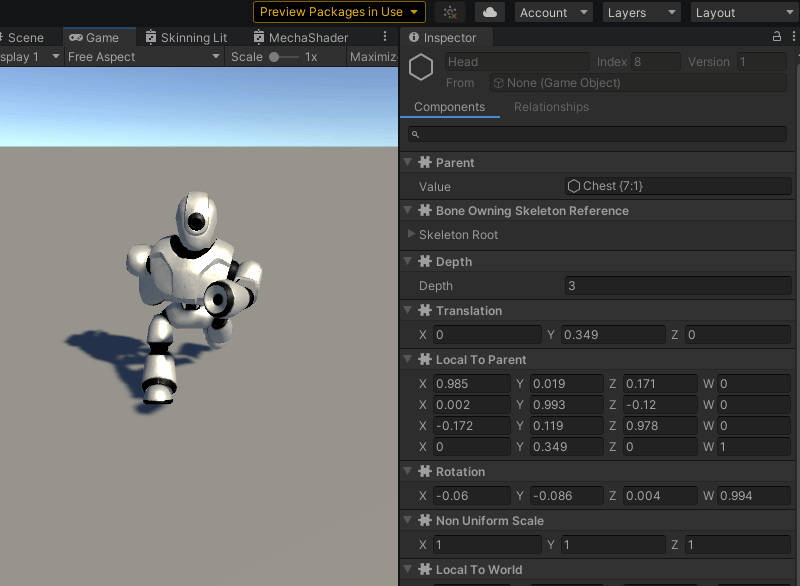 Preview Packages in Use Account Layers Layout
Scene Game Skinning Lit MechaShader Inspector
splay 1 Free Aspect Scale 1x Maximiz
Head Index 8 Version 1
From None (Game Object)
Components Relationships
Parent
Value Chest {7:1}
Bone Owning Skeleton Reference
Skeleton Root
Depth
Depth 3
Translation
X 0 Y 0.349 Z 0
Local To Parent
X 0.985 Y 0.019 Z 0.171 W 0
X 0.002 Y 0.993 Z -0.12 W 0
X -0.172 Y 0.119 Z 0.978 W 0
X 0 Y 0.349 Z 0 W 1
Rotation
X -0.06 Y -0.086 Z 0.004 W 0.994
Non Uniform Scale
X 1 Y 1 Z 1
Local To World